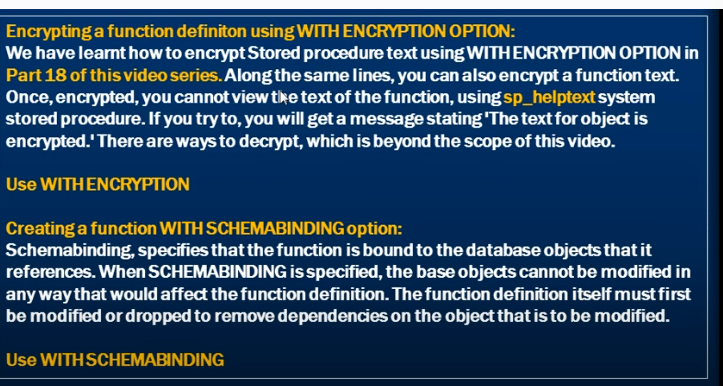 Encrypting a function definiton using WITH ENCRYPTION OPTION:
We have learnt how to encrypt Stored procedure text using WITH ENCRYPTION OPTION in
Part 18 of this video series. Along the same lines, you can also encrypt a function text.
Once, encrypted, you cannot view the text of the function, using sp_helptext system
stored procedure. If you try to, you will get a message stating 'The text for object is
encrypted.' There are ways to decrypt, which is beyond the scope of this video.
Use WITH ENCRYPTION
Creating a function WITH SCHEMABINDING option:
Schemabinding, specifies that the function is bound to the database objects that it
references. When SCHEMABINDING is specified, the base objects cannot be modified in
any way that would affect the function definition. The function definition itself must first
be modified or dropped to remove dependencies on the object that is to be modified.
Use WITH SCHEMABINDING